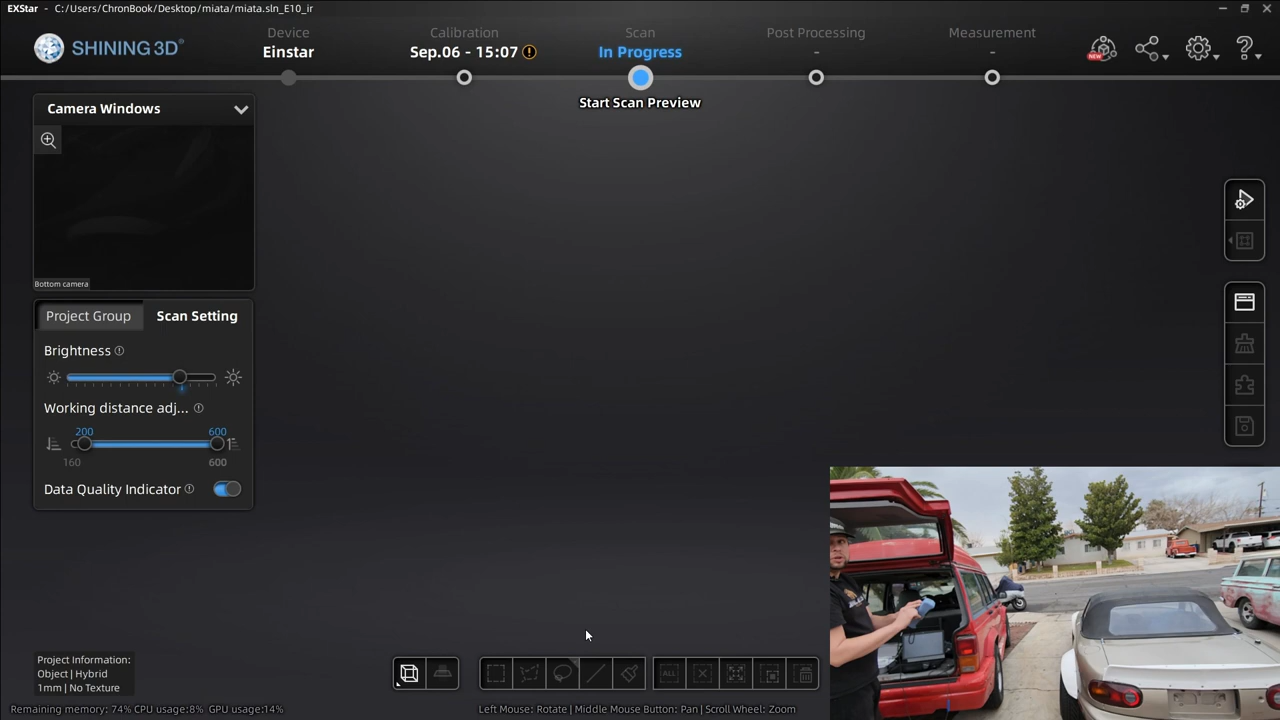 EXStar - C:/Users/ChronBook/Desktop/miata/miata.sln_E10_ir
SHINING 3D
Device
Einstar
Calibration
Sep.06 - 15:07
Scan
In Progress
Start Scan Preview
Post Processing
-
Measurement
-
NEW
Camera Windows
Bottom camera
Project Group
Scan Setting
Brightness
Working distance adj...
200
600
160
600
Data Quality Indicator
Project Information:
Object | Hybrid
1mm | No Texture
ALL
Remaining memory: 74% CPU usage:8% GPU usage:14%
Left Mouse: Rotate | Middle Mouse Button: Pan | Scroll Wheel: Zoom